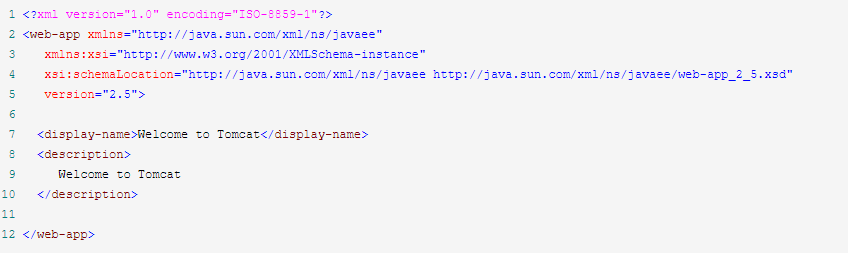 1 <?xml version="1.0" encoding="ISO-8859-1"?>
2 <web-app xmlns="http://java.sun.com/xml/ns/javaee"
3    xmlns:xsi="http://www.w3.org/2001/XMLSchema-instance"
4    xsi:schemaLocation="http://java.sun.com/xml/ns/javaee http://java.sun.com/xml/ns/javaee/web-app_2_5.xsd"
5    version="2.5">
6
7   <display-name>Welcome to Tomcat</display-name>
8   <description>
9      Welcome to Tomcat
10   </description>
11
12 </web-app>